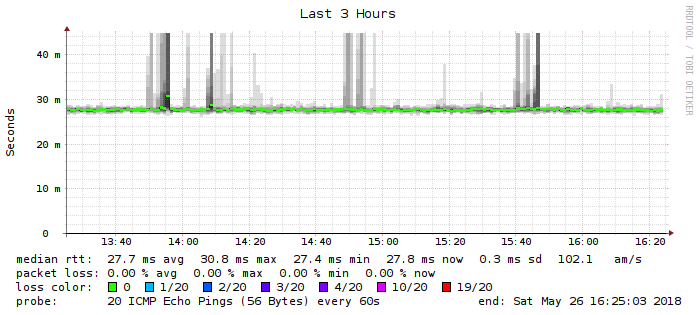 Last 3 Hours
RRDTOOL / TOBI OETIKER
Seconds
40 m
30 m
20 m
10 m
0
13:40 14:00 14:20 14:40 15:00 15:20 15:40 16:00 16:20
median rtt: 27.7 ms avg 30.8 ms max 27.4 ms min 27.8 ms now 0.3 ms sd 102.1 am/s
packet loss: 0.00 % avg 0.00 % max 0.00 % min 0.00 % now
loss color: 0 1/20 2/20 3/20 4/20 10/20 19/20
probe: 20 ICMP Echo Pings (56 Bytes) every 60s end: Sat May 26 16:25:03 2018